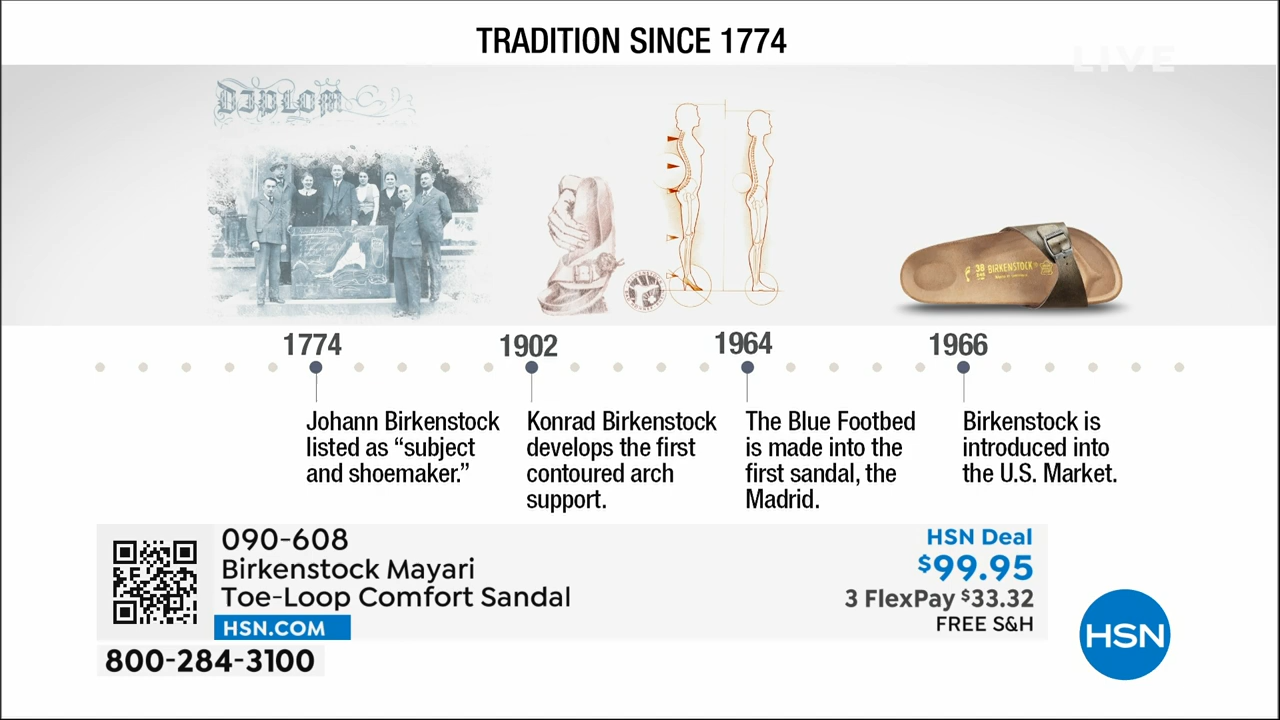 TRADITION SINCE 1774
LIVE
Diplom
38
BIRKENSTOCK
1774
1902
1964
1966
Johann Birkenstock
listed as “subject
and shoemaker.”
Konrad Birkenstock
develops the first
contoured arch
support.
The Blue Footbed
is made into the
first sandal, the
Madrid.
Birkenstock is
introduced into
the U.S. Market.
090-608
Birkenstock Mayari
Toe-Loop Comfort Sandal
HSN.COM
800-284-3100
HSN Deal
$99.95
3 FlexPay $33.32
FREE S&H
HSN